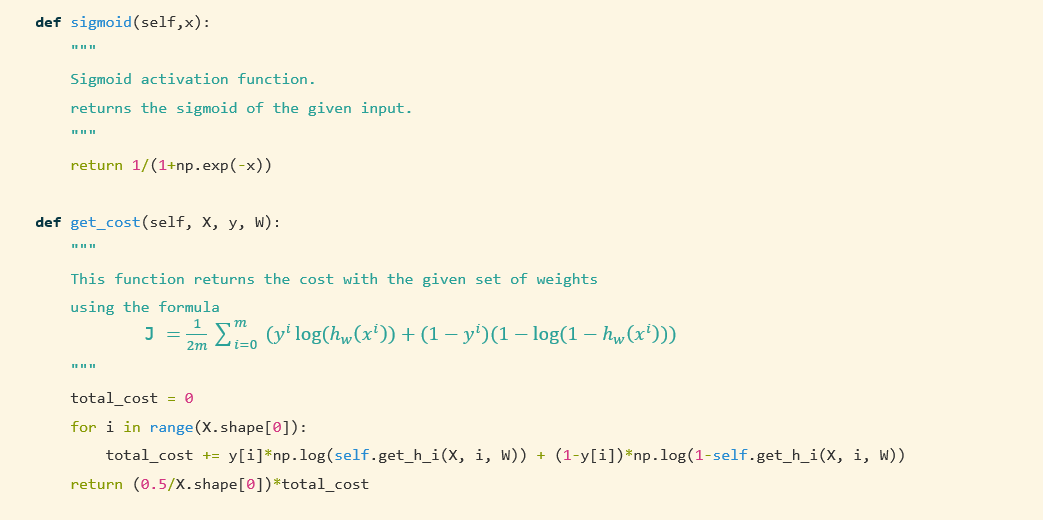 def sigmoid(self,x):
"""
Sigmoid activation function.
returns the sigmoid of the given input.
"""
return 1/(1+np.exp(-x))
def get_cost(self, X, y, W):
"""
This function returns the cost with the given set of weights
using the formula
J = \frac{1}{2m} \sum_{i=0}^{m} (y^i log(h_w(x^i)) + (1 − y^i)(1 − log(1 − h_w(x^i)))
"""
total_cost = 0
for i in range(X.shape[0]):
total_cost += y[i]*np.log(self.get_h_i(X, i, W)) + (1-y[i])*np.log(1-self.get_h_i(X, i, W))
return (0.5/X.shape[0])*total_cost